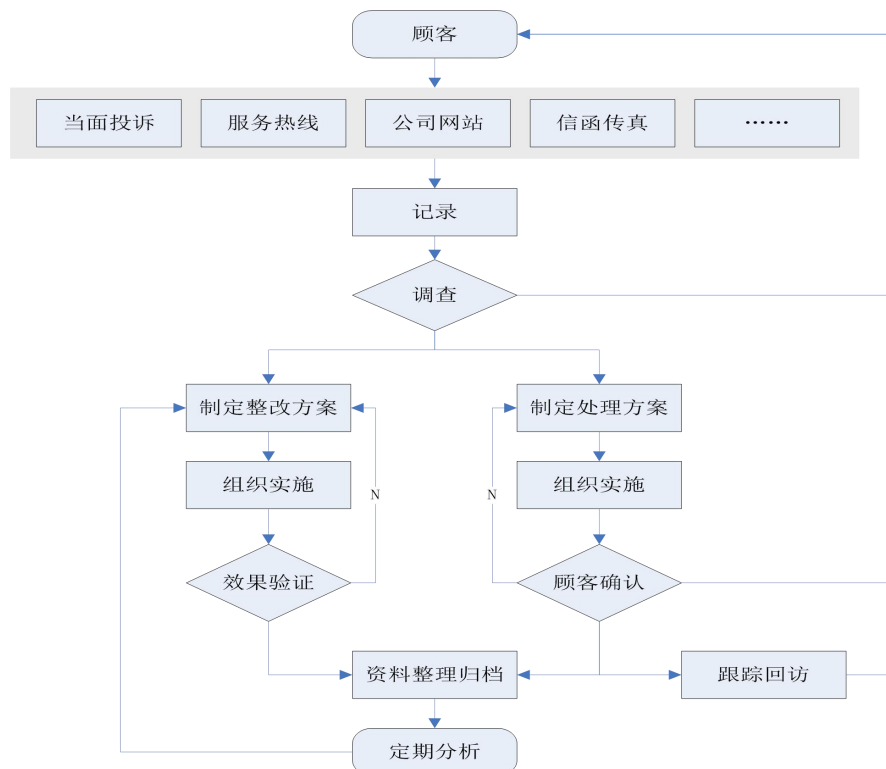 顾客
当面投诉
服务热线
公司网站
信函传真
……
记录
调查
制定整改方案
制定处理方案
组织实施
组织实施
N
N
效果验证
顾客确认
资料整理归档
跟踪回访
定期分析